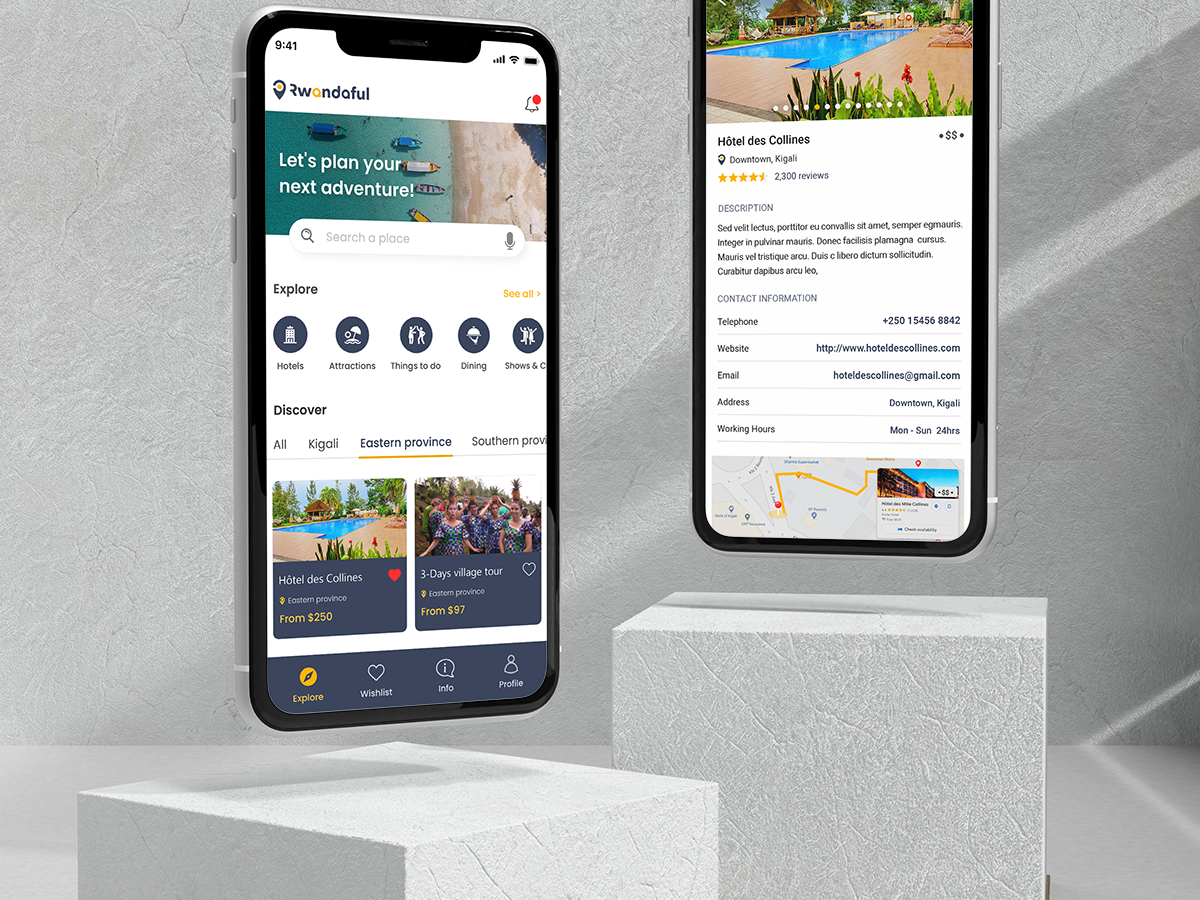 9:41
Rwandaful
Let's plan your
next adventure!
Search a place
Explore
See all >
Hotels
Attractions
Things to do
Dining
Shows & C
Discover
All
Kigali
Eastern province
Southern provi
Hôtel des Collines
Eastern province
From $250
3-Days village tour
Eastern province
From $97
Explore
Wishlist
Info
Profile
Hôtel des Collines
• $$ •
Downtown, Kigali
2,300 reviews
DESCRIPTION
Sed velit lectus, porttitor eu convallis sit amet, semper egmauris.
Integer in pulvinar mauris. Donec facilisis plamagna cursus.
Mauris vel tristique arcu. Duis c libero dictum sollicitudin.
Curabitur dapibus arcu leo,
CONTACT INFORMATION
Telephone +250 15456 8842
Website http://www.hoteldescollines.com
Email hoteldescollines@gmail.com
Address Downtown, Kigali
Working Hours Mon - Sun 24hrs
Hôtel des Mille Collines
• $$ •
Check availability